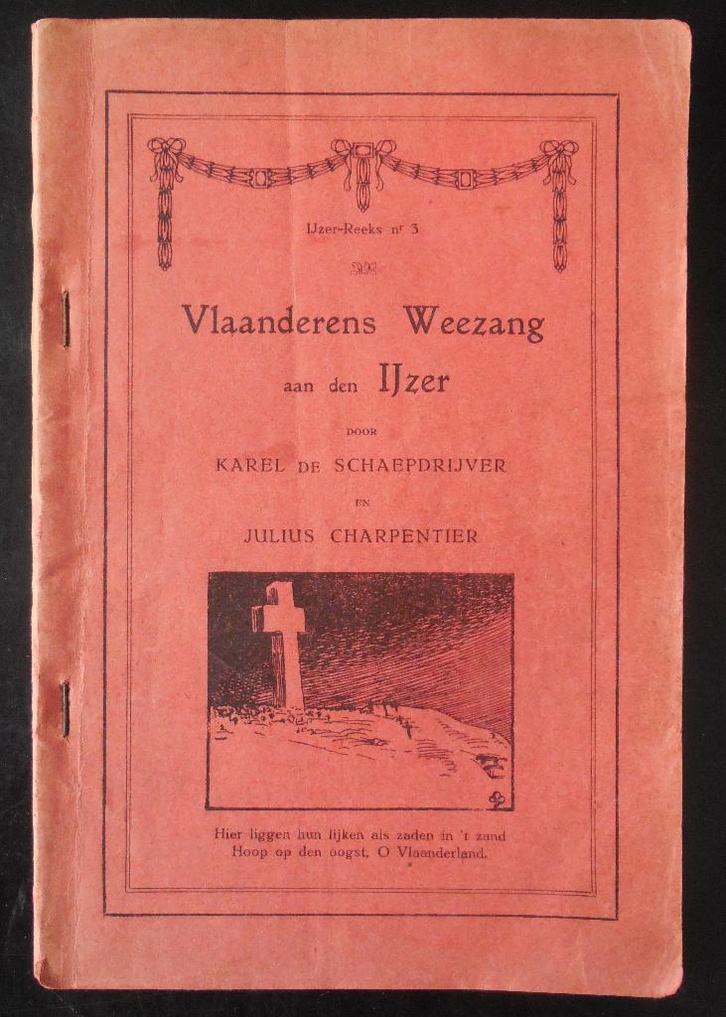 IJzer-Reeks nr 3
Vlaanderens Weezang
aan den IJzer
DOOR
KAREL DE SCHAEPDRIJVER
EN
JULIUS CHARPENTIER
Hier liggen hun lijken als zaden in 't zand
Hoop op den oogst, O Vlaanderland.